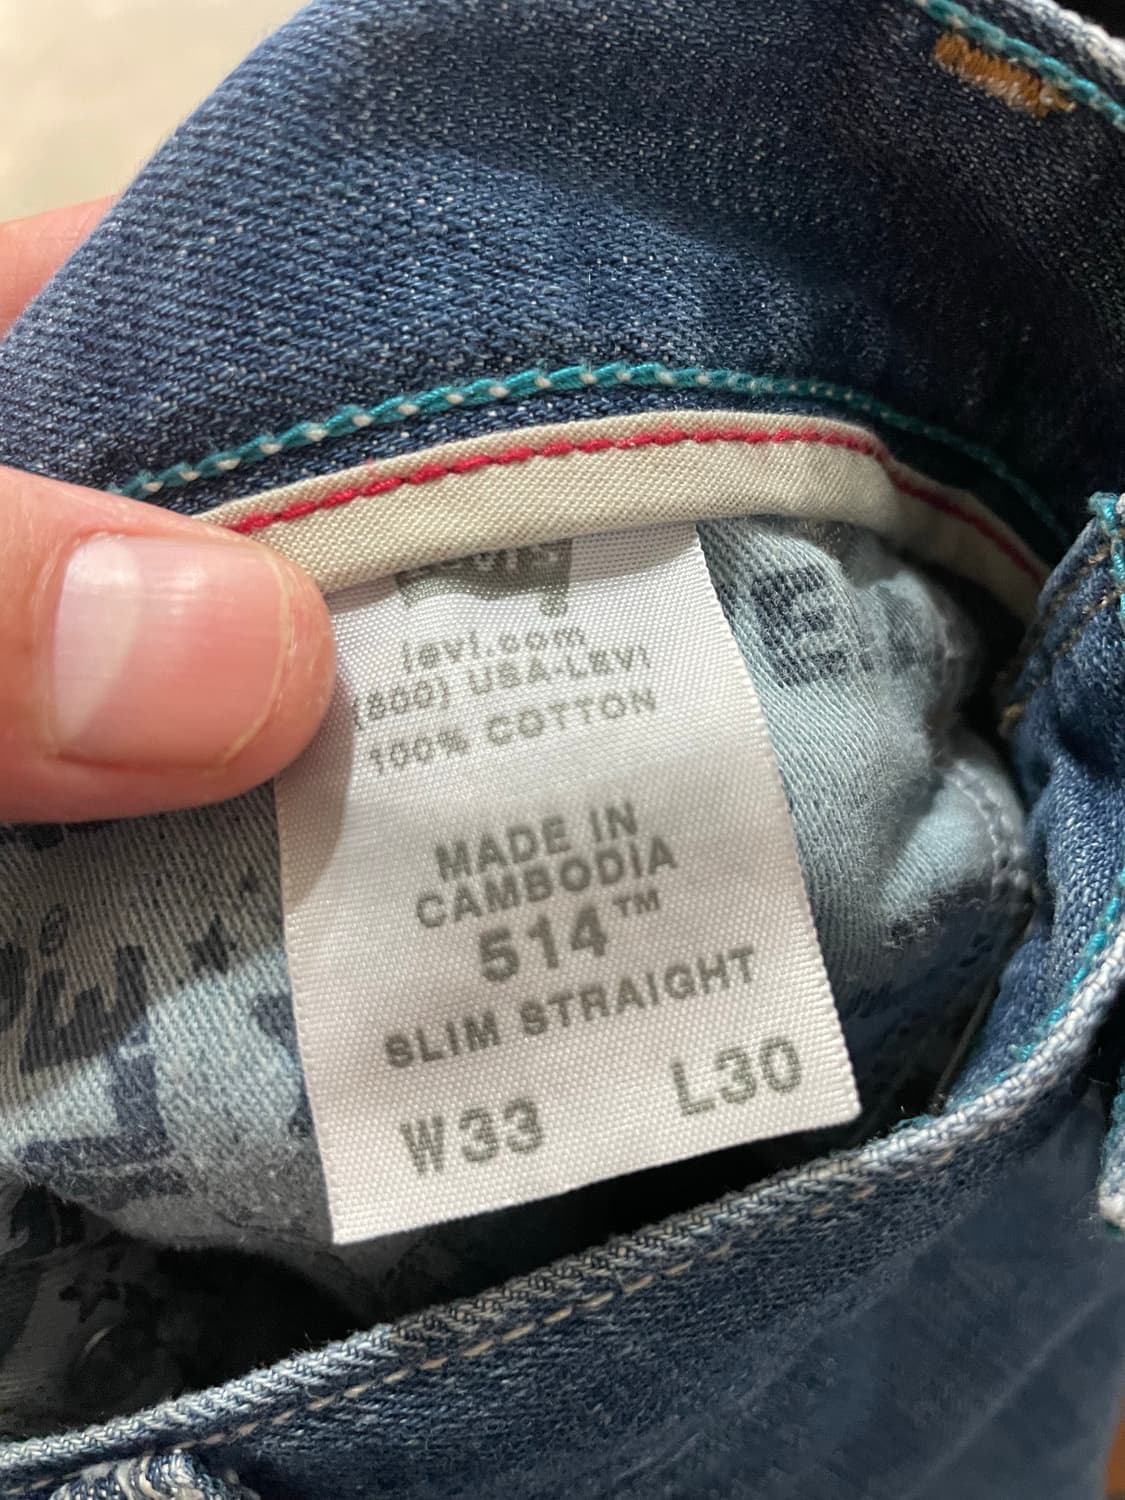 levi.com
(800) USA-LEVI
100% COTTON
MADE IN
CAMBODIA
514™
SLIM STRAIGHT
W33 L30
E